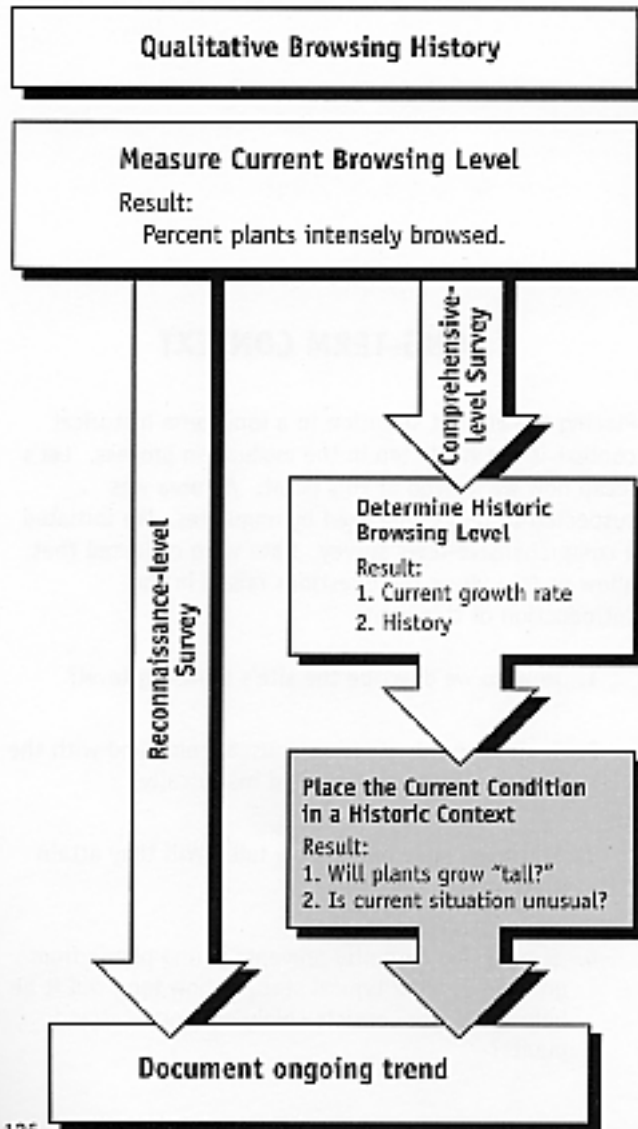 Qualitative Browsing History
Measure Current Browsing Level
Result:
Percent plants intensely browsed.
Reconnaissance-level
Survey
Comprehensive-
level Survey
Determine Historic
Browsing Level
Result:
1. Current growth rate
2. History
Place the Current Condition
in a Historic Context
Result:
1. Will plants grow "tall?"
2. Is current situation unusual?
Document ongoing trend